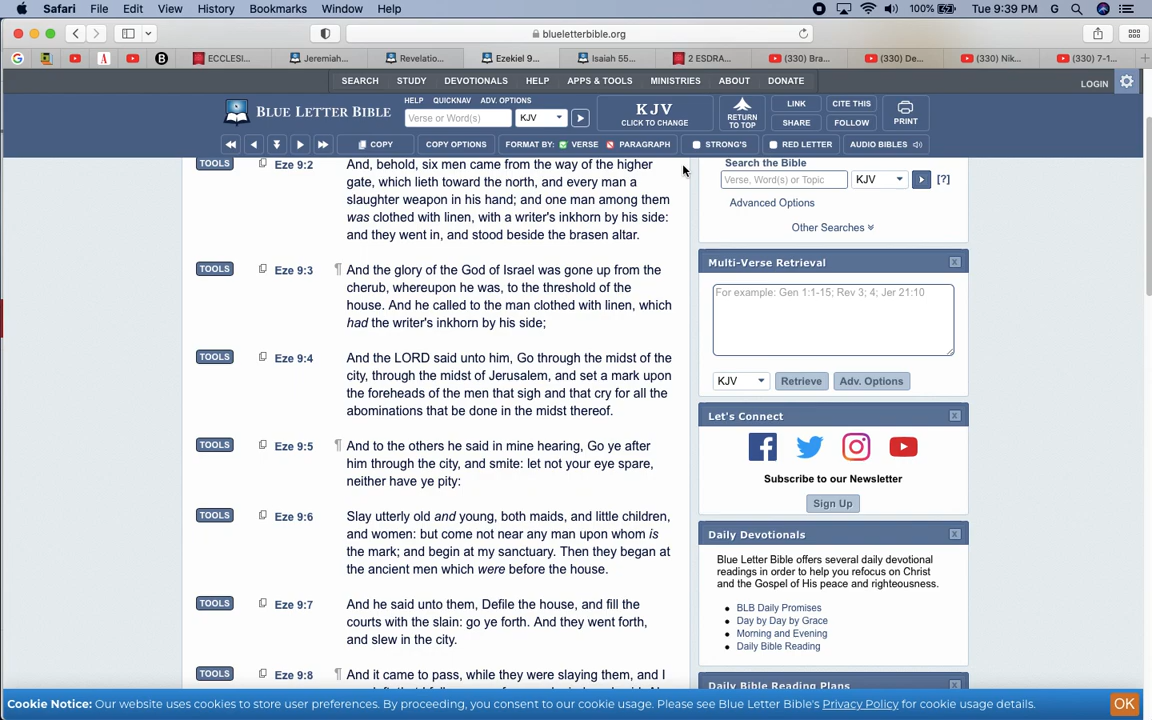 Safari File Edit View History Bookmarks Window Help 100% Tue 9:39 PM G
blueletterbible.org
ECCLESI... Jeremiah... Revelatio... Ezekiel 9... Isaiah 55... 2 ESDRA... (330) Bra... (330) De... (330) Nik... (330) 7-1...
SEARCH STUDY DEVOTIONALS HELP APPS & TOOLS MINISTRIES ABOUT DONATE LOGIN
BLUE LETTER BIBLE
HELP QUICKNAV ADV. OPTIONS
Verse or Word(s) KJV
KJV
CLICK TO CHANGE
RETURN
TO TOP
LINK CITE THIS
SHARE FOLLOW
PRINT
COPY COPY OPTIONS FORMAT BY: VERSE PARAGRAPH STRONG'S RED LETTER AUDIO BIBLES
TOOLS Eze 9:2 And, behold, six men came from the way of the higher
gate, which lieth toward the north, and every man a
slaughter weapon in his hand; and one man among them
was clothed with linen, with a writer's inkhorn by his side:
and they went in, and stood beside the brasen altar.
TOOLS Eze 9:3 ¶ And the glory of the God of Israel was gone up from the
cherub, whereupon he was, to the threshold of the
house. And he called to the man clothed with linen, which
had the writer's inkhorn by his side;
TOOLS Eze 9:4 And the LORD said unto him, Go through the midst of the
city, through the midst of Jerusalem, and set a mark upon
the foreheads of the men that sigh and that cry for all the
abominations that be done in the midst thereof.
TOOLS Eze 9:5 ¶ And to the others he said in mine hearing, Go ye after
him through the city, and smite: let not your eye spare,
neither have ye pity:
TOOLS Eze 9:6 Slay utterly old and young, both maids, and little children,
and women: but come not near any man upon whom is
the mark; and begin at my sanctuary. Then they began at
the ancient men which were before the house.
TOOLS Eze 9:7 And he said unto them, Defile the house, and fill the
courts with the slain: go ye forth. And they went forth,
and slew in the city.
TOOLS Eze 9:8 ¶ And it came to pass, while they were slaying them, and I
Search the Bible
Verse, Word(s) or Topic KJV [?]
Advanced Options
Other Searches
Multi-Verse Retrieval X
For example: Gen 1:1-15; Rev 3; 4; Jer 21:10
KJV Retrieve Adv. Options
Let's Connect X
Subscribe to our Newsletter
Sign Up
Daily Devotionals X
Blue Letter Bible offers several daily devotional
readings in order to help you refocus on Christ
and the Gospel of His peace and righteousness.
• BLB Daily Promises
• Day by Day by Grace
• Morning and Evening
• Daily Bible Reading
Daily Bible Reading Plans
Cookie Notice: Our website uses cookies to store user preferences. By proceeding, you consent to our cookie usage. Please see Blue Letter Bible's Privacy Policy for cookie usage details. OK